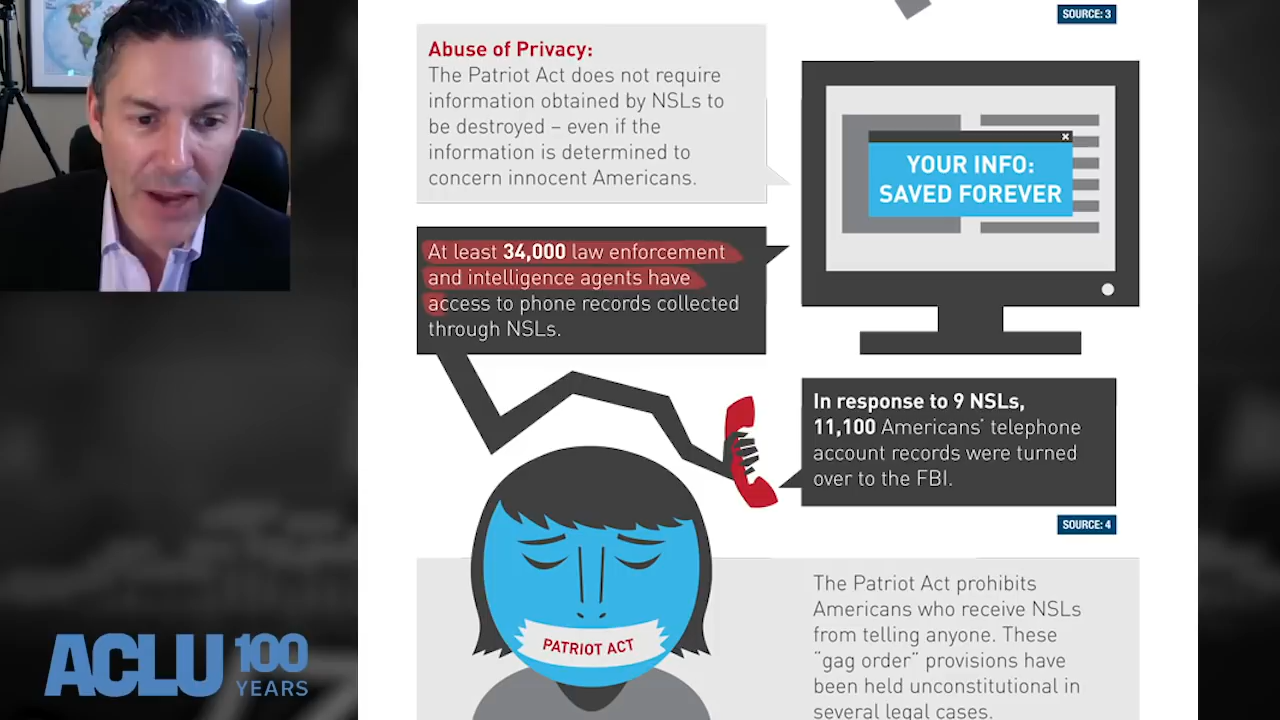 SOURCE: 3
Abuse of Privacy:
The Patriot Act does not require
information obtained by NSLs to
be destroyed – even if the
information is determined to
concern innocent Americans.
YOUR INFO:
SAVED FOREVER
At least 34,000 law enforcement
and intelligence agents have
access to phone records collected
through NSLs.
In response to 9 NSLs,
11,100 Americans' telephone
account records were turned
over to the FBI.
SOURCE: 4
PATRIOT ACT
The Patriot Act prohibits
Americans who receive NSLs
from telling anyone. These
"gag order" provisions have
been held unconstitutional in
several legal cases.
ACLU 100
YEARS